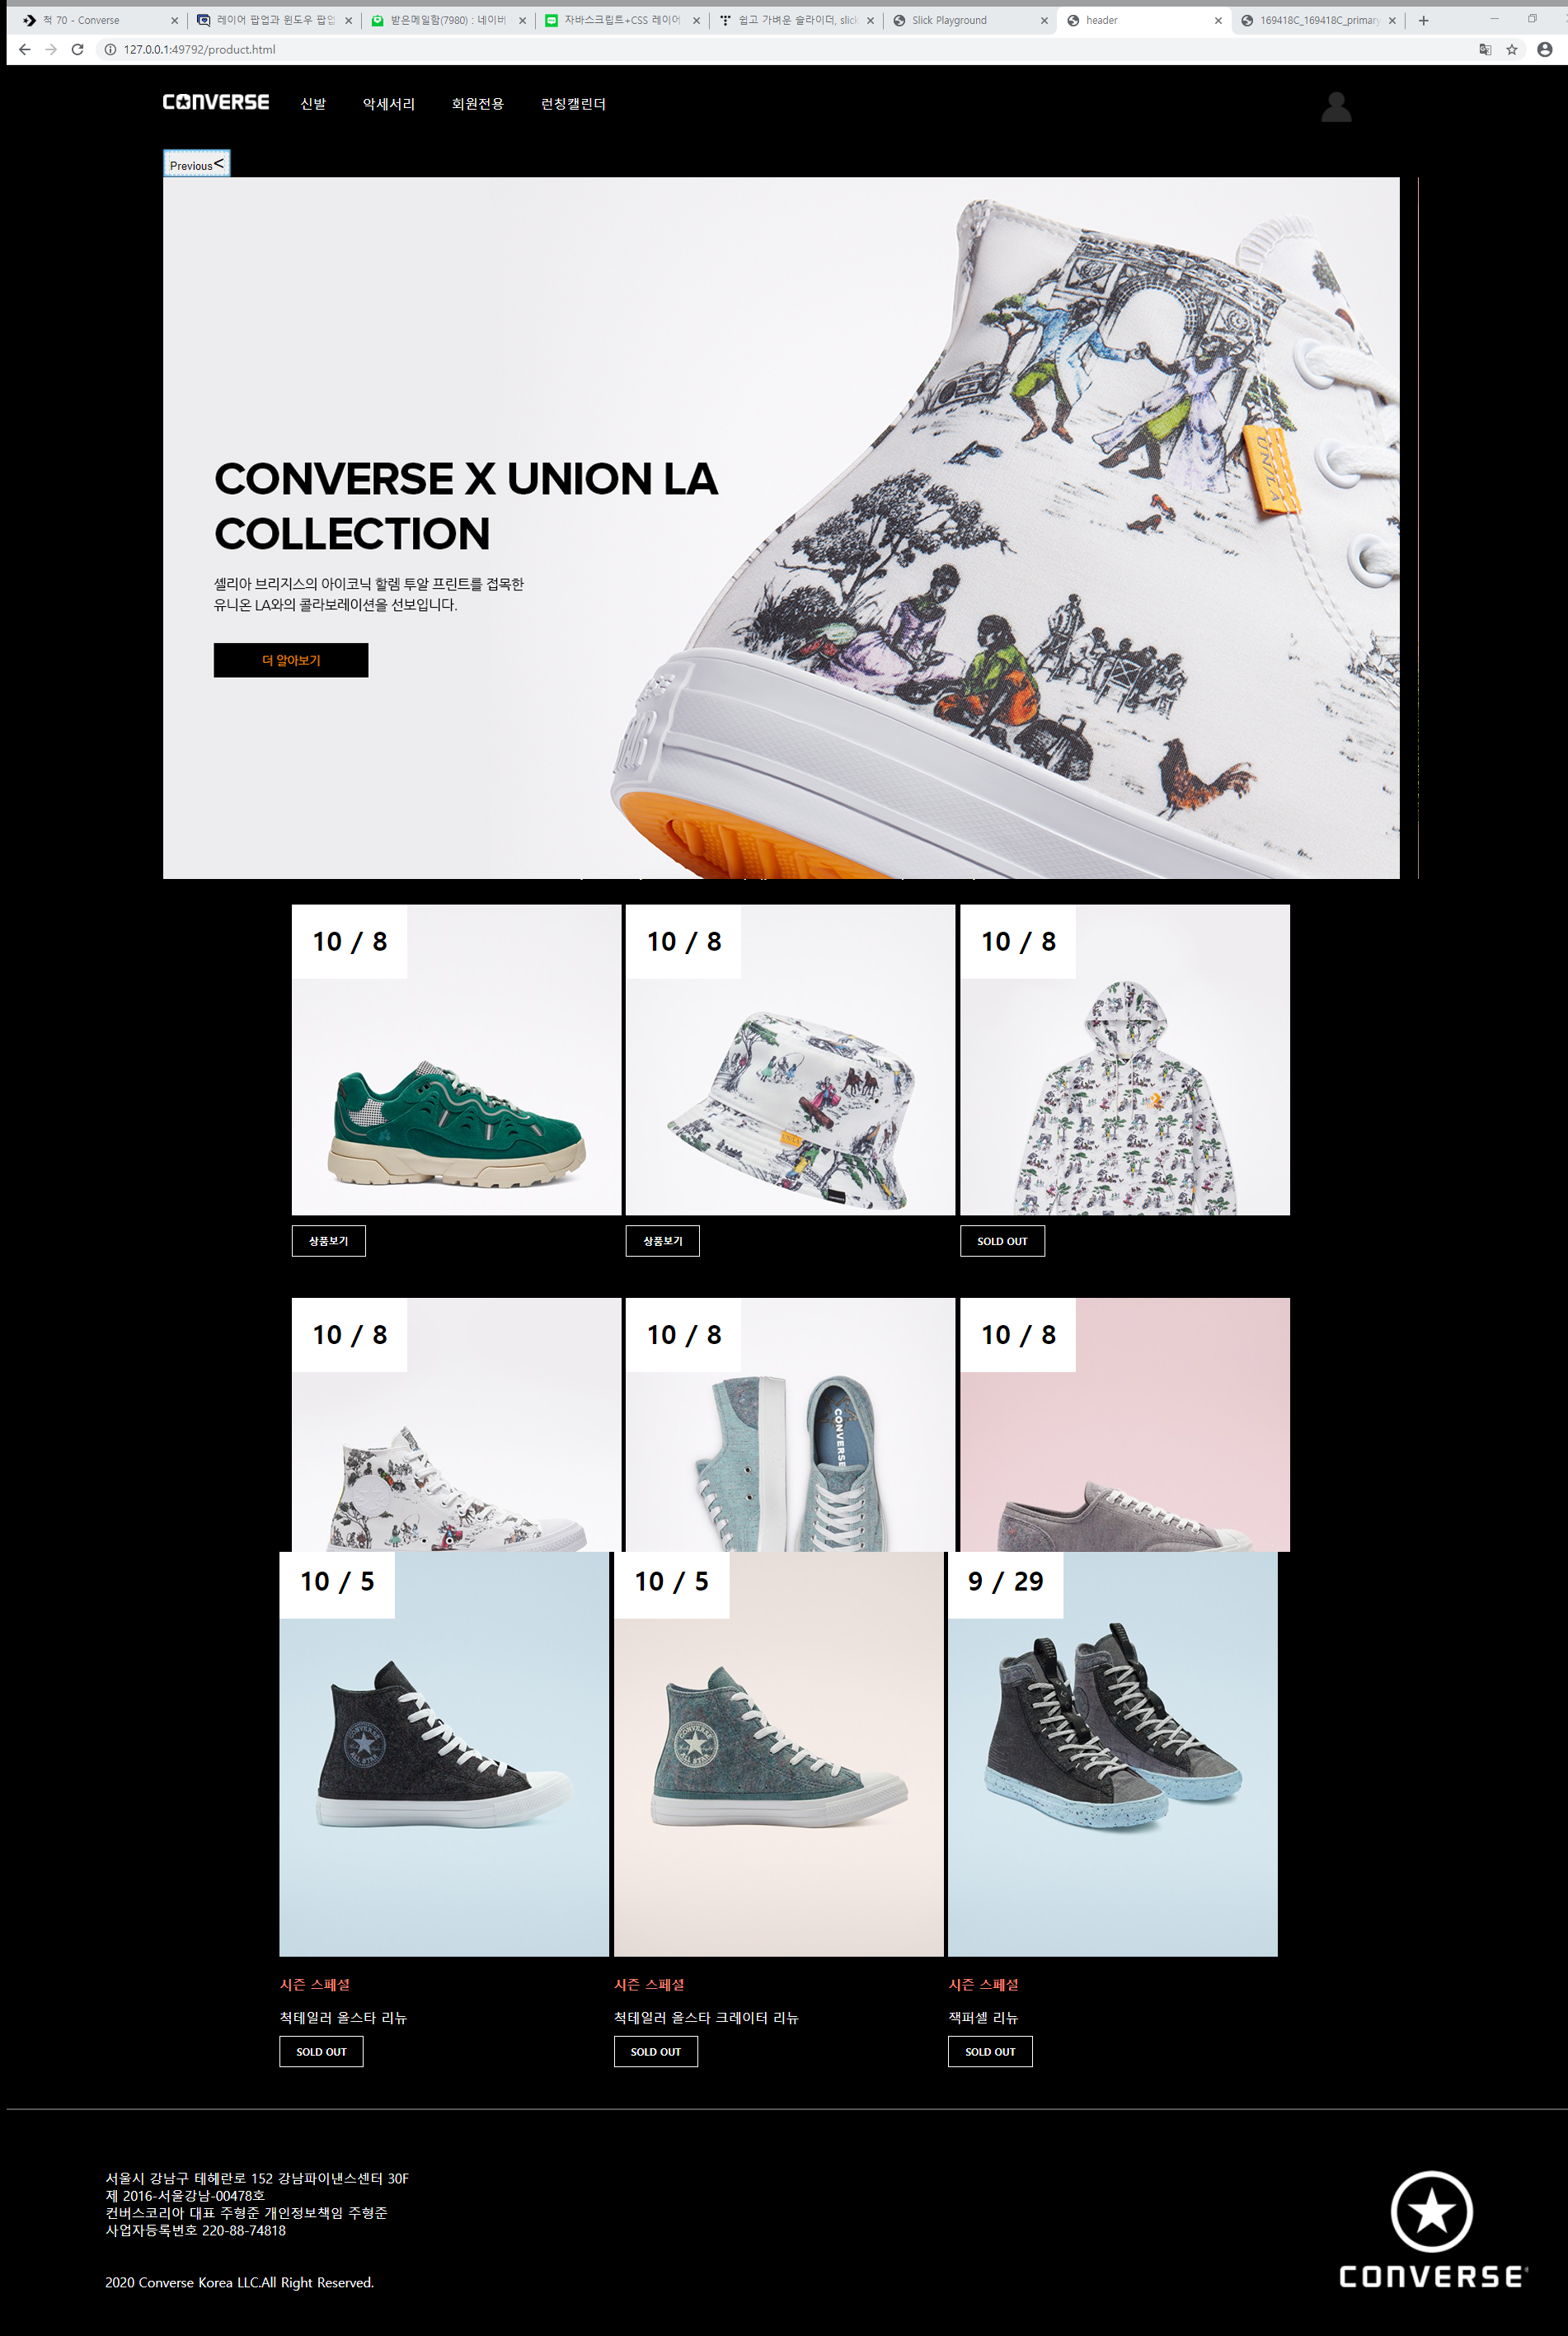 척 70 - Converse
레이어 팝업과 윈도우 팝업
받은메일함(7980) : 네이버
자바스크립트+CSS 레이어
쉽고 가벼운 슬라이더, slick
Slick Playground
header
169418C_169418C_primary
127.0.0.1:49792/product.html
CONVERSE
신발
악세서리
회원전용
런칭캘린더
Previous<
CONVERSE X UNION LA
COLLECTION
셀리아 브리지스의 아이코닉 할렘 투알 프린트를 접목한
유니온 LA와의 콜라보레이션을 선보입니다.
더 알아보기
10 / 8
10 / 8
10 / 8
상품보기
상품보기
SOLD OUT
10 / 8
10 / 8
10 / 8
CONVERSE
10 / 5
10 / 5
9 / 29
CONVERSE
ALL STAR
CONVERSE
ALL STAR
시즌 스페셜
시즌 스페셜
시즌 스페셜
척테일러 올스타 리뉴
척테일러 올스타 크레이터 리뉴
잭퍼셀 리뉴
SOLD OUT
SOLD OUT
SOLD OUT
서울시 강남구 테헤란로 152 강남파이낸스센터 30F
제 2016-서울강남-00478호
컨버스코리아 대표 주형준 개인정보책임 주형준
사업자등록번호 220-88-74818
2020 Converse Korea LLC.All Right Reserved.
CONVERSE